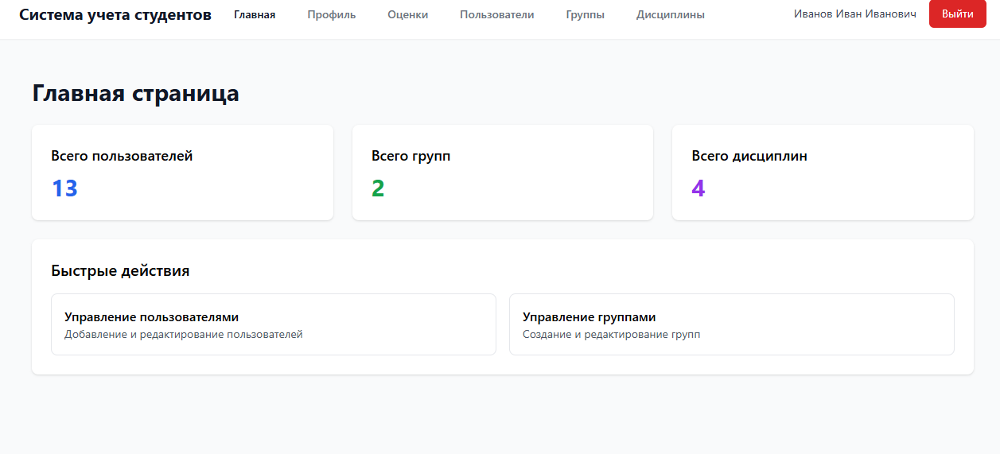 Система учета студентов Главная Профиль Оценки Пользователи Группы Дисциплины Иванов Иван Иванович Выйти
Главная страница
Всего пользователей
13
Всего групп
2
Всего дисциплин
4
Быстрые действия
Управление пользователями
Добавление и редактирование пользователей
Управление группами
Создание и редактирование групп